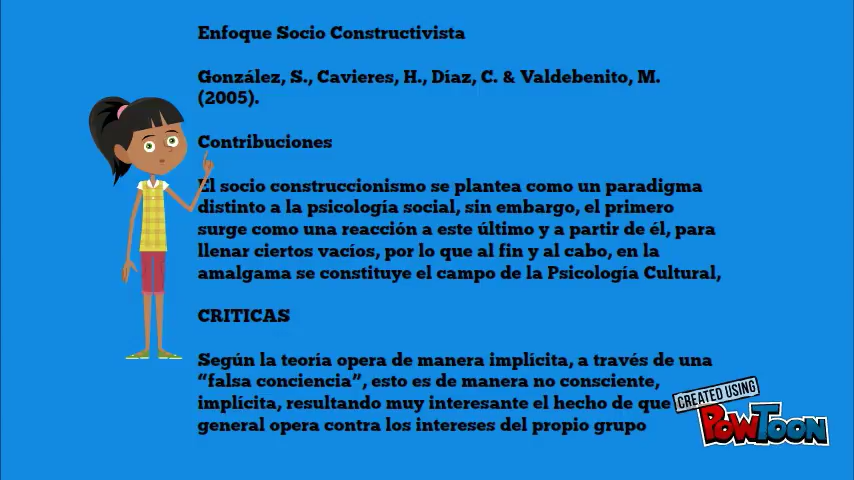 Enfoque Socio Constructivista
González, S., Cavieres, H., Díaz, C. & Valdebenito, M.
(2005).
Contribuciones
El socio construccionismo se plantea como un paradigma
distinto a la psicología social, sin embargo, el primero
surge como una reacción a este último y a partir de él, para
llenar ciertos vacíos, por lo que al fin y al cabo, en la
amalgama se constituye el campo de la Psicología Cultural,
CRITICAS
Según la teoría opera de manera implícita, a través de una
“falsa conciencia”, esto es de manera no consciente,
implícita, resultando muy interesante el hecho de que
general opera contra los intereses del propio grupo
CREATED USING
POWTOON